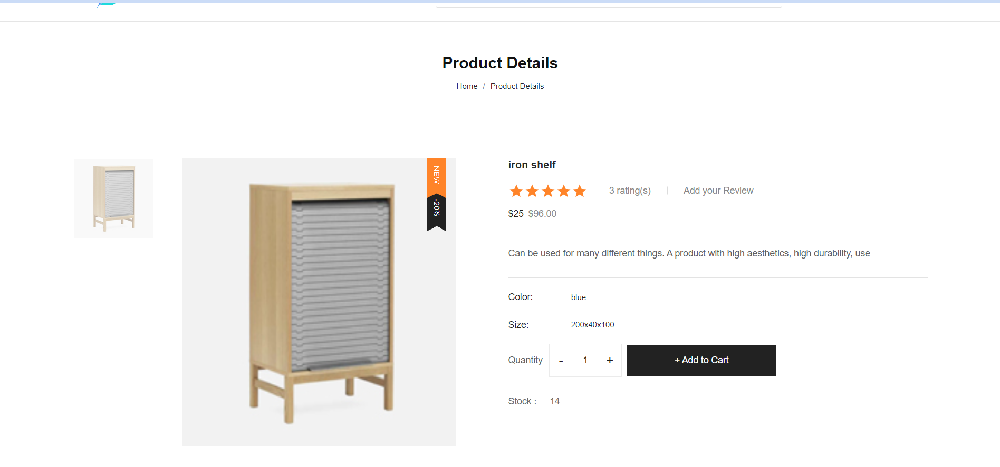 Product Details
Home / Product Details
NEW
-20%
iron shelf
3 rating(s) Add your Review
$25 $96.00
Can be used for many different things. A product with high aesthetics, high durability, use
Color: blue
Size: 200x40x100
Quantity - 1 + + Add to Cart
Stock : 14